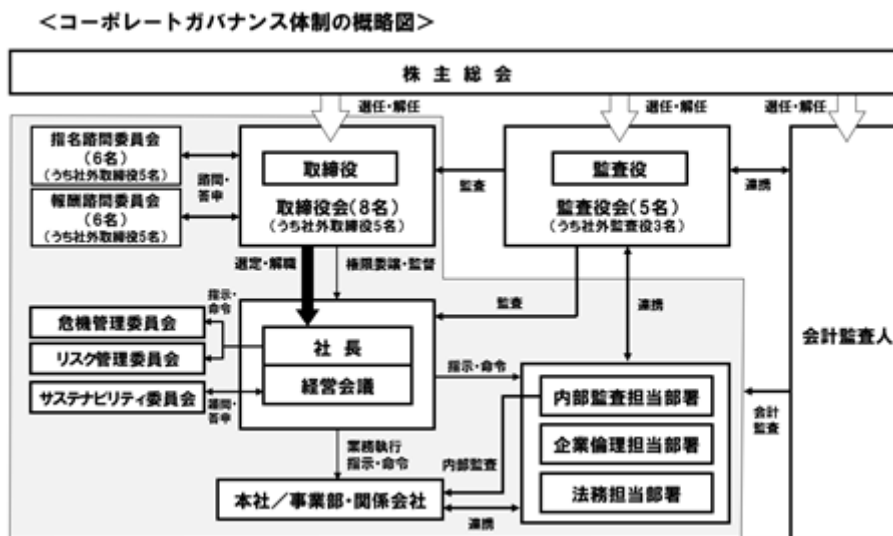 ＜コーポレートガバナンス体制の概略図＞
株主総会
選任・解任
選任・解任
選任・解任
指名諮問委員会
(6名)
(うち社外取締役5名)
報酬諮問委員会
(6名)
(うち社外取締役5名)
諮問・
答申
取締役
取締役会(8名)
(うち社外取締役5名)
監査
監査役
監査役会(5名)
(うち社外監査役3名)
連携
会計監査人
選定・解職
権限委譲・監督
監査
連携
指示・
命令
危機管理委員会
リスク管理委員会
サステナビリティ委員会
諮問・
答申
社長
経営会議
指示・命令
内部監査担当部署
企業倫理担当部署
法務担当部署
会計
監査
業務執行
指示・命令
内部監査
本社／事業部・関係会社
連携